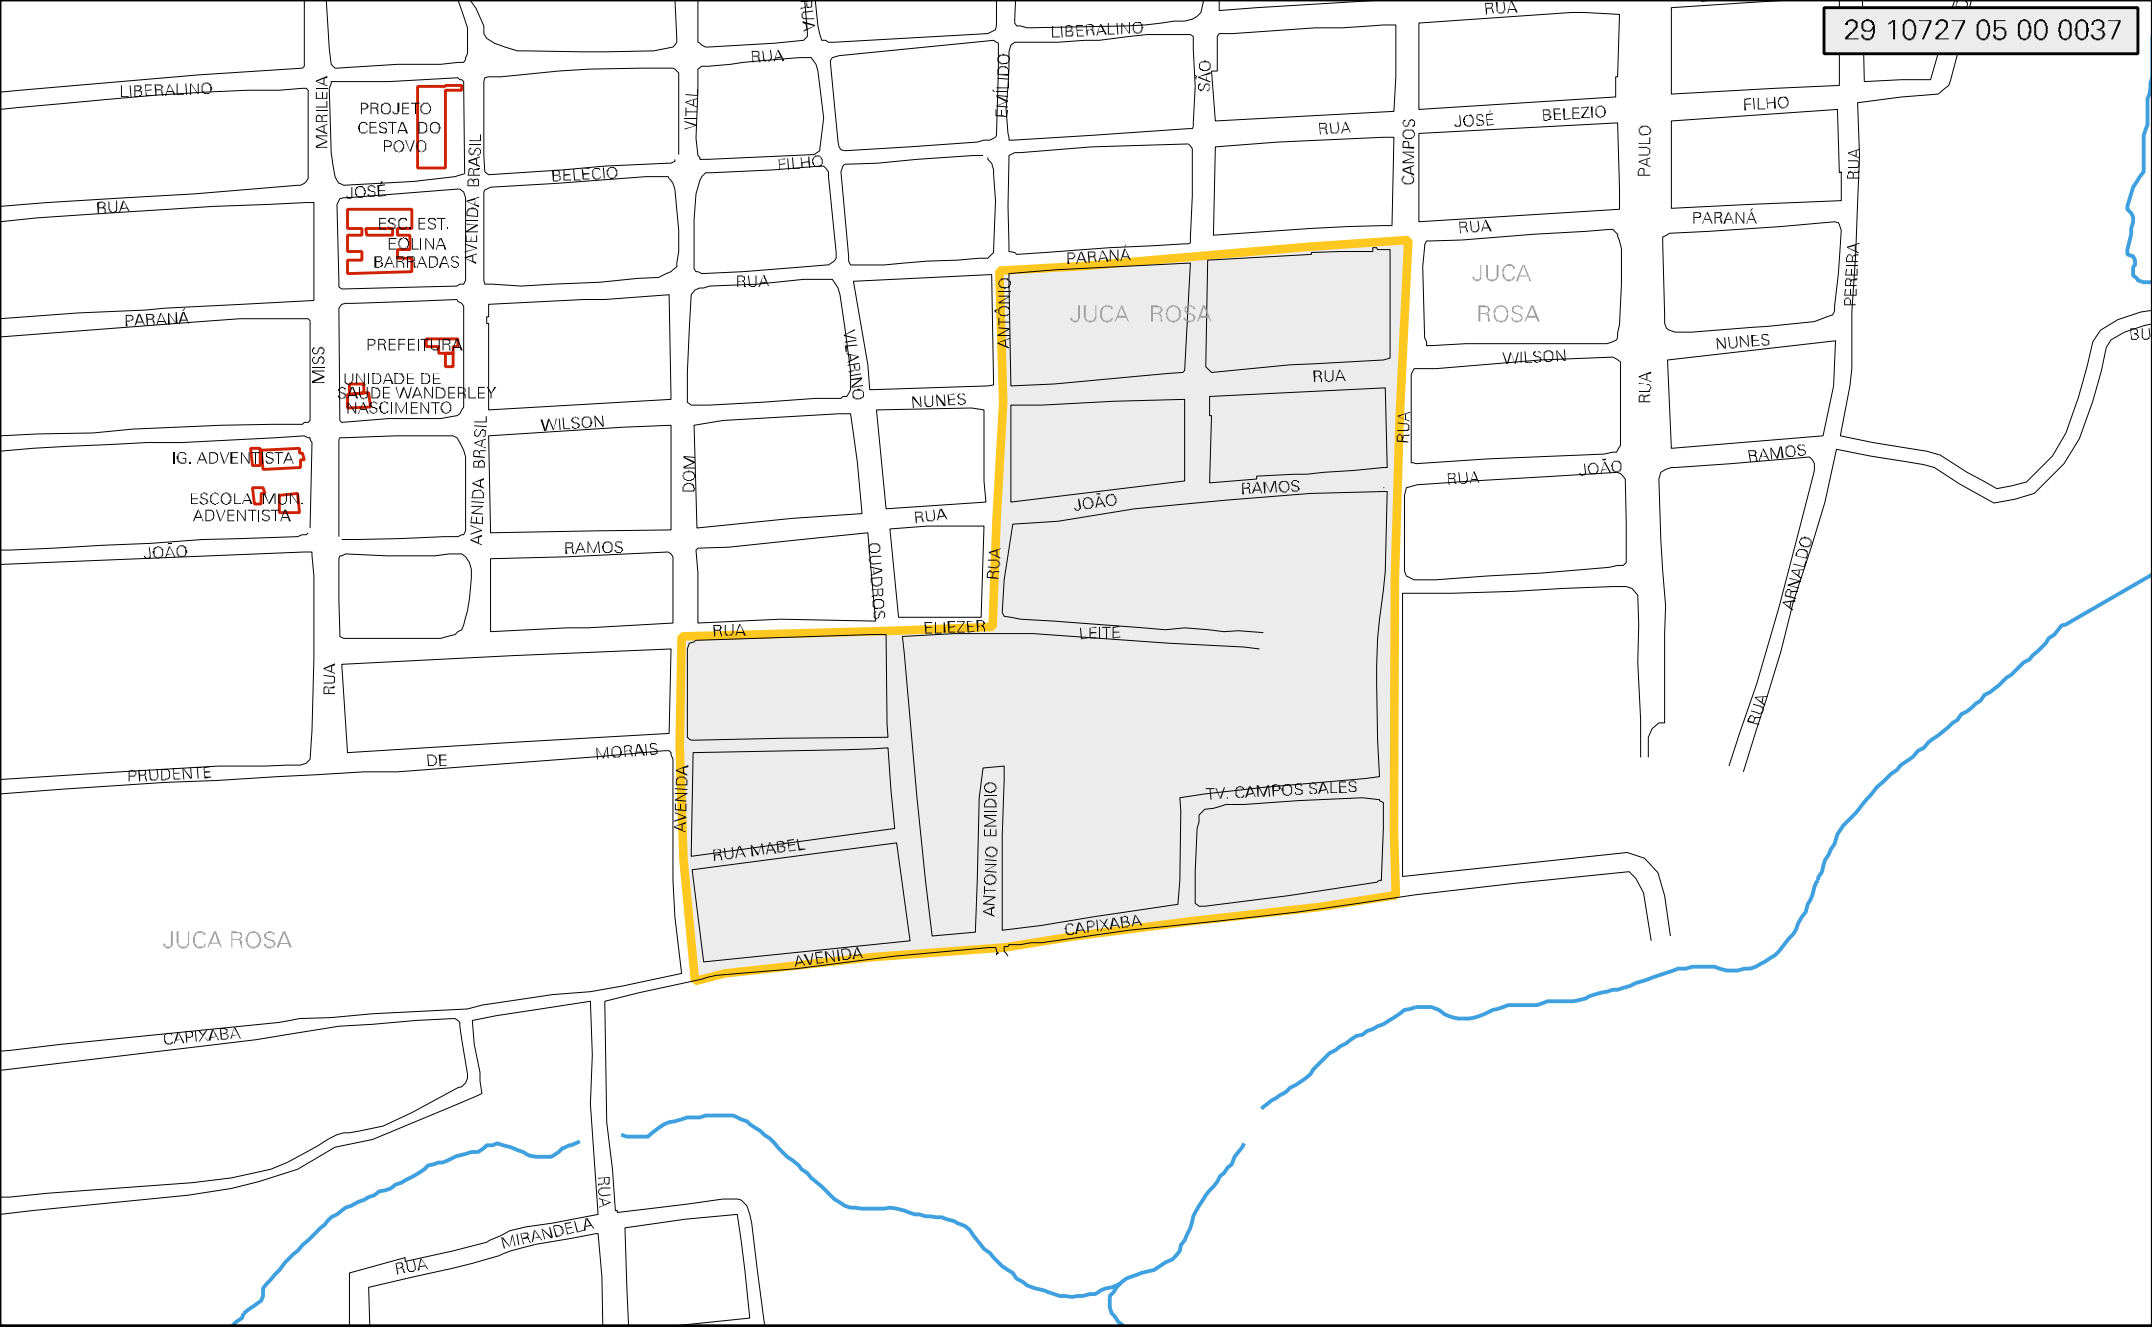 RUA
RUA
29 10727 05 00 0037
LIBERALINO
RUA
LIBERALINO
MARILEIA
PROJETO
CESTA DO
POVO
VITAL
EMÍLIDO
SÃO
RUA
JOSÉ
BELEZIO
FILHO
CAMPOS
PAULO
RUA
AVENIDA BRASIL
BELECIO
FILHO
JOSÉ
RUA
ESC. EST.
EOLINA
BARRADAS
RUA
PARANÁ
PARANÁ
RUA
JUCA
ROSA
PEREIRA
PARANÁ
ANTÔNIO
JUCA ROSA
BU
MISS
PREFEITURA
UNIDADE DE
SAUDE WANDERLEY
NASCIMENTO
VILARINO
NUNES
RUA
WILSON
NUNES
WILSON
AVENIDA BRASIL
RUA
RUA
IG. ADVENTISTA
DOM
RUA
JOÃO
RAMOS
ESCOLA MUN.
ADVENTISTA
RUA
JOÃO
RAMOS
JOÃO
RAMOS
QUADROS
RUA
ARNALDO
RUA
ELIEZER
LEITE
RUA
RUA
PRUDENTE
DE
MORAIS
AVENIDA
ANTONIO EMIDIO
TV. CAMPOS SALES
RUA MABEL
JUCA ROSA
AVENIDA
CAPIXABA
CAPIXABA
RUA
RUA
MIRANDELA